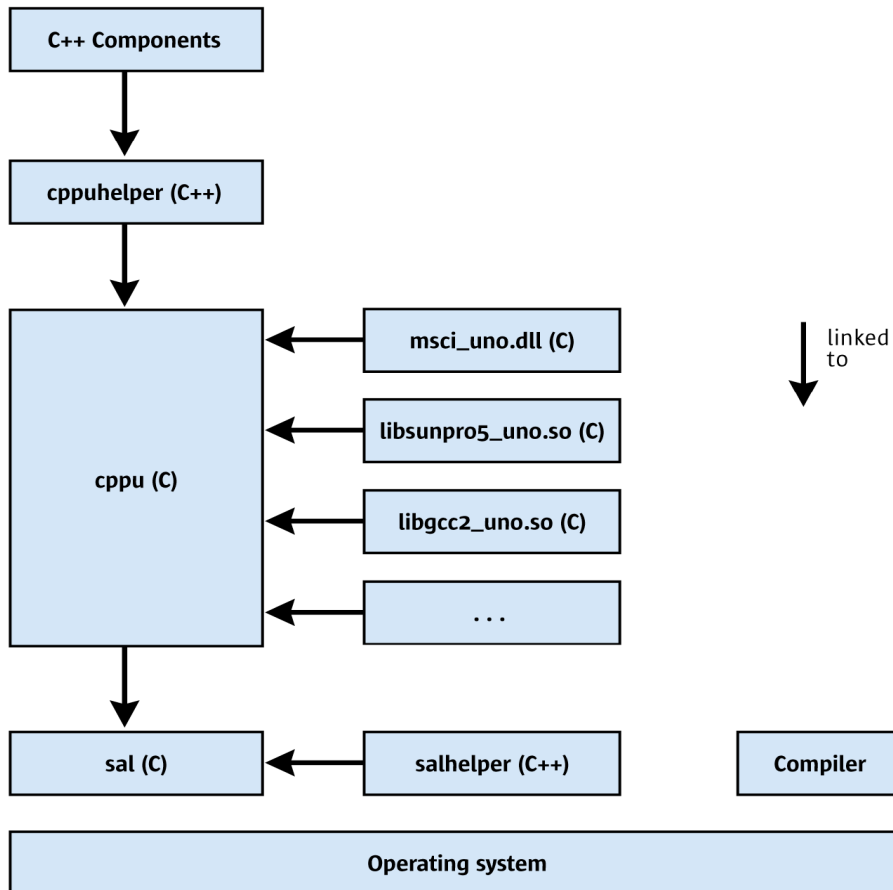 C++ Components
cppuhelper (C++)
msci_uno.dll (C)
linked
to
libsunpro5_uno.so (C)
cppu (C)
libgcc2_uno.so (C)
...
sal (C)
salhelper (C++)
Compiler
Operating system